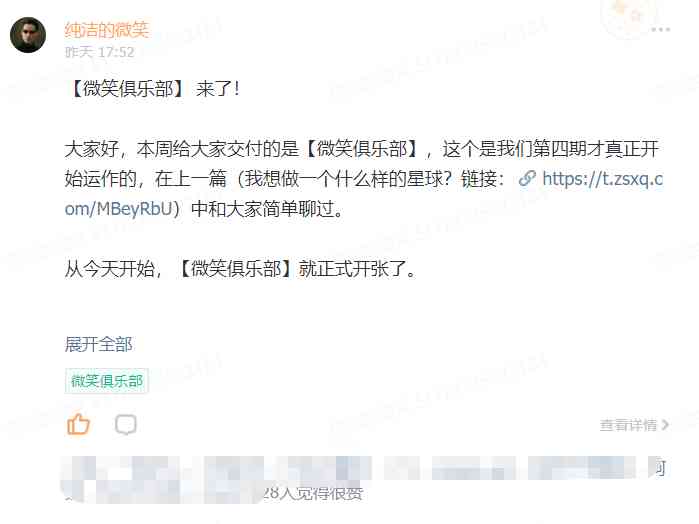 纯洁的微笑
昨天 17:52
【微笑俱乐部】 来了！
大家好，本周给大家交付的是【微笑俱乐部】，这个是我们第四期才真正开
始运作的，在上一篇（我想做一个什么样的星球？链接： https://t.zsxq.c
om/MBeyRbU）中和大家简单聊过。
从今天开始，【微笑俱乐部】就正式开张了。
展开全部
微笑俱乐部
查看详情
28人觉得很赞